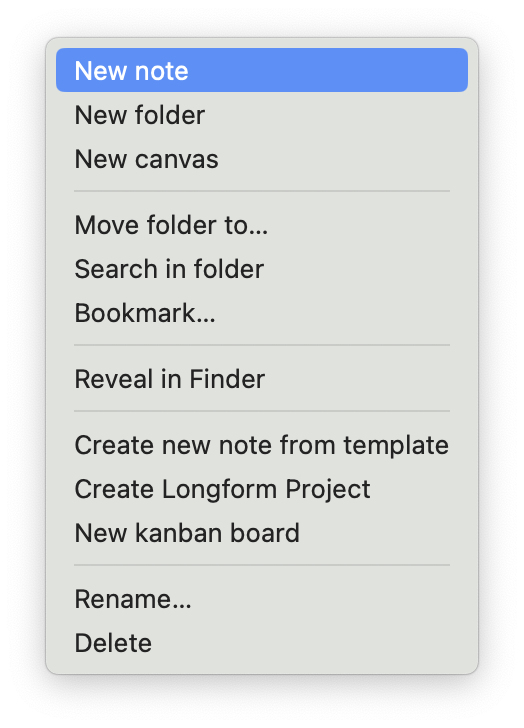 New note
New folder
New canvas
Move folder to...
Search in folder
Bookmark...
Reveal in Finder
Create new note from template
Create Longform Project
New kanban board
Rename...
Delete